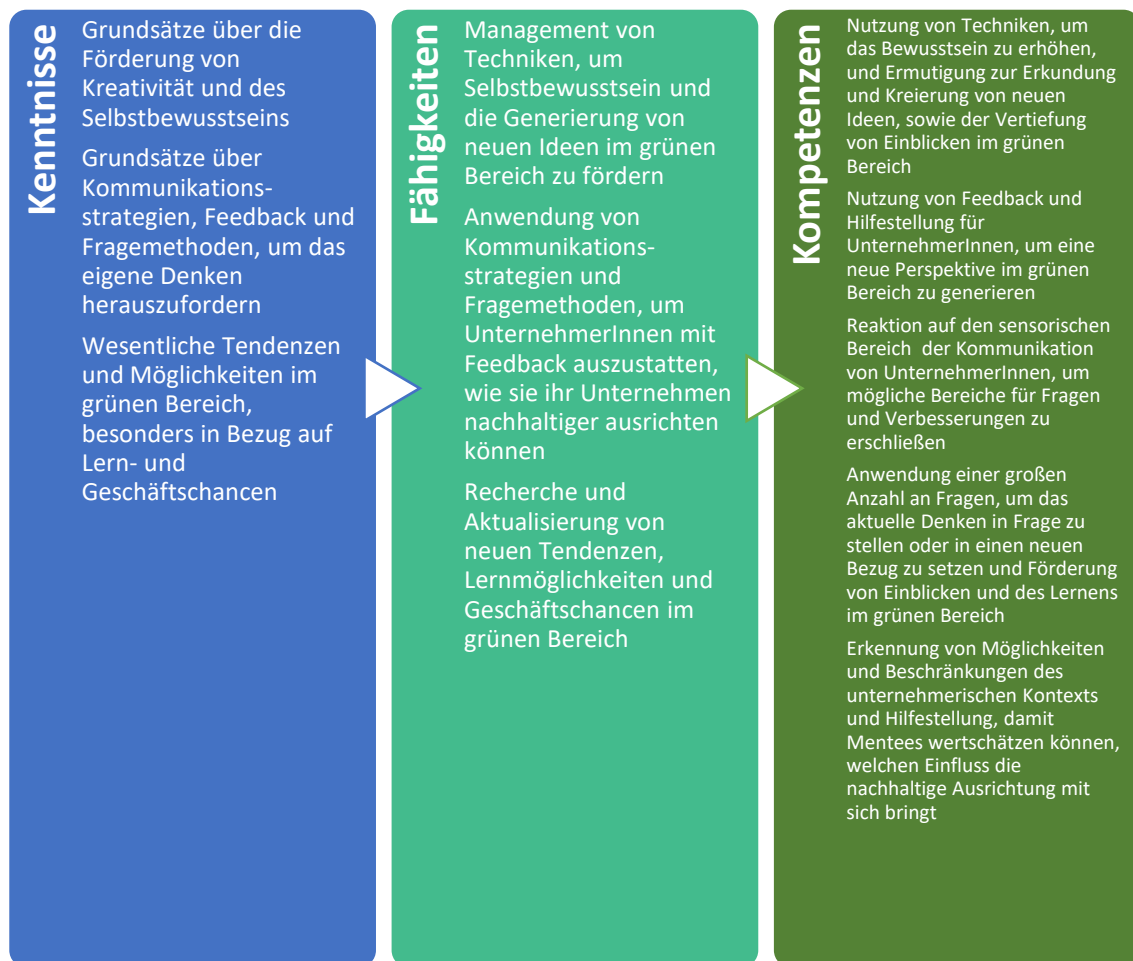 Kenntnisse
Grundsätze über die
Förderung von
Kreativität und des
Selbstbewusstseins
Grundsätze über
Kommunikations-
strategien, Feedback und
Fragemethoden, um das
eigene Denken
herauszufordern
Wesentliche Tendenzen
und Möglichkeiten im
grünen Bereich,
besonders in Bezug auf
Lern- und
Geschäftschancen
Fähigkeiten
Management von
Techniken, um
Selbstbewusstsein und
die Generierung von
neuen Ideen im grünen
Bereich zu fördern
Anwendung von
Kommunikations-
strategien und
Fragemethoden, um
UnternehmerInnen mit
Feedback auszustatten,
wie sie ihr Unternehmen
nachhaltiger ausrichten
können
Recherche und
Aktualisierung von
neuen Tendenzen,
Lernmöglichkeiten und
Geschäftschancen im
grünen Bereich
Kompetenzen
Nutzung von Techniken, um
das Bewusstsein zu erhöhen,
und Ermutigung zur Erkundung
und Kreierung von neuen
Ideen, sowie der Vertiefung
von Einblicken im grünen
Bereich
Nutzung von Feedback und
Hilfestellung für
UnternehmerInnen, um eine
neue Perspektive im grünen
Bereich zu generieren
Reaktion auf den sensorischen
Bereich der Kommunikation
von UnternehmerInnen, um
mögliche Bereiche für Fragen
und Verbesserungen zu
erschließen
Anwendung einer großen
Anzahl an Fragen, um das
aktuelle Denken in Frage zu
stellen oder in einen neuen
Bezug zu setzen und Förderung
von Einblicken und des Lernens
im grünen Bereich
Erkennung von Möglichkeiten
und Beschränkungen des
unternehmerischen Kontexts
und Hilfestellung, damit
Mentees wertschätzen können,
welchen Einfluss die
nachhaltige Ausrichtung mit
sich bringt